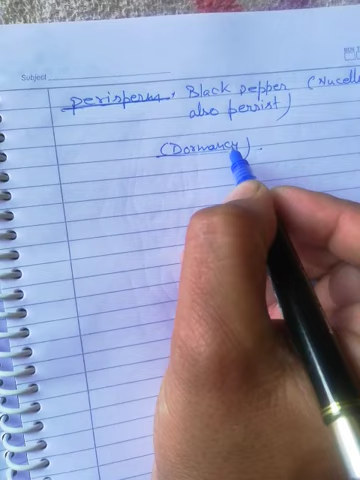 Subject
perisperm, Black pepper (Nucell
also persist)
(Dormancy).